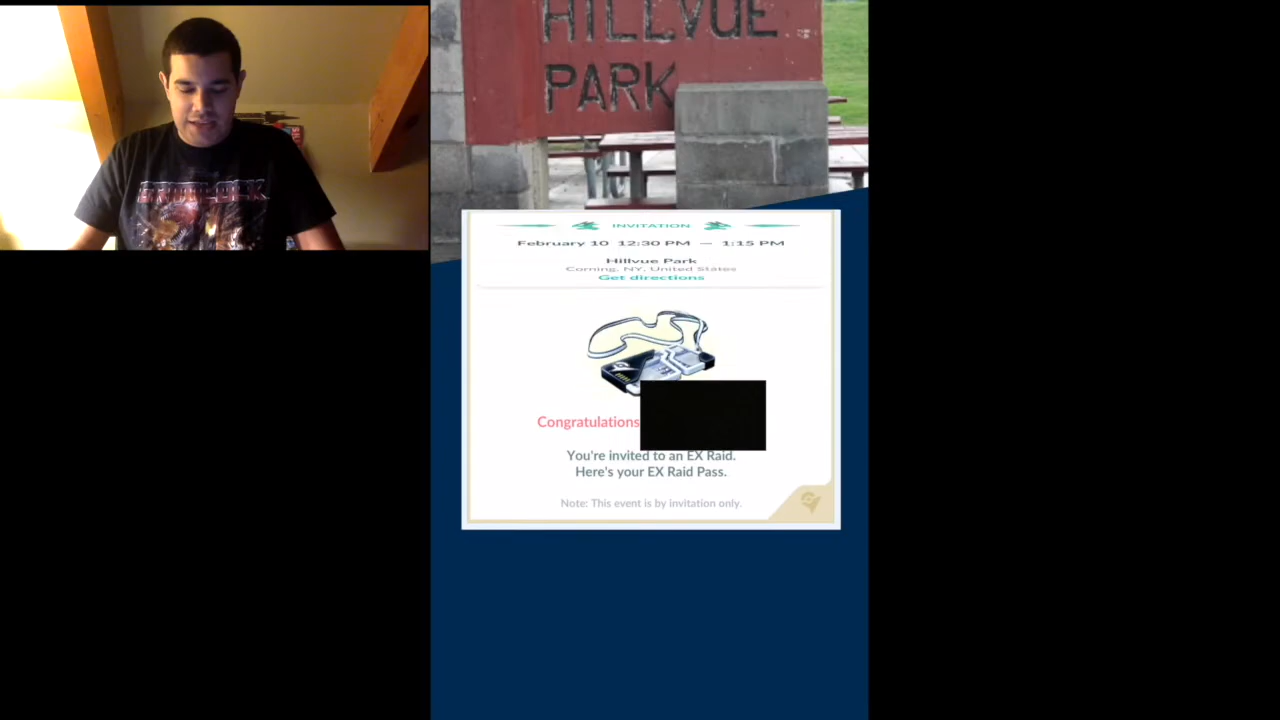 HILLVUE
PARK
INVITATION
February 10 12:30 PM — 1:15 PM
Hillvue Park
Corning, NY, United States
Get directions
Congratulations
You're invited to an EX Raid.
Here's your EX Raid Pass.
Note: This event is by invitation only.